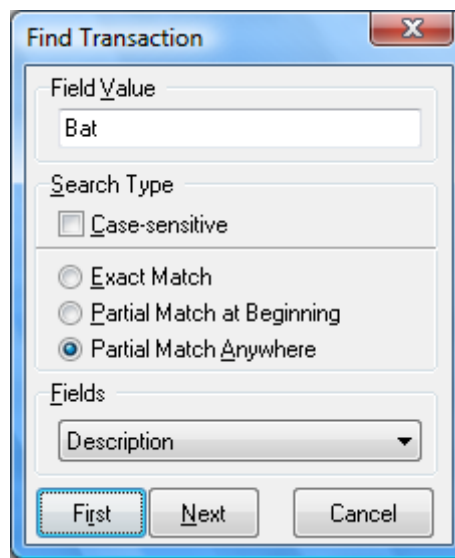 Find Transaction
Field Value
Bat
Search Type
Case-sensitive
Exact Match
Partial Match at Beginning
Partial Match Anywhere
Fields
Description
First Next Cancel